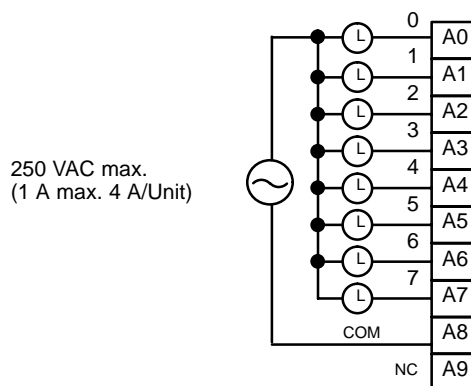 0
L A0
1
L A1
2
L A2
3
L A3
250 VAC max.
(1 A max. 4 A/Unit)
4
L A4
5
L A5
6
L A6
7
L A7
COM A8
NC A9